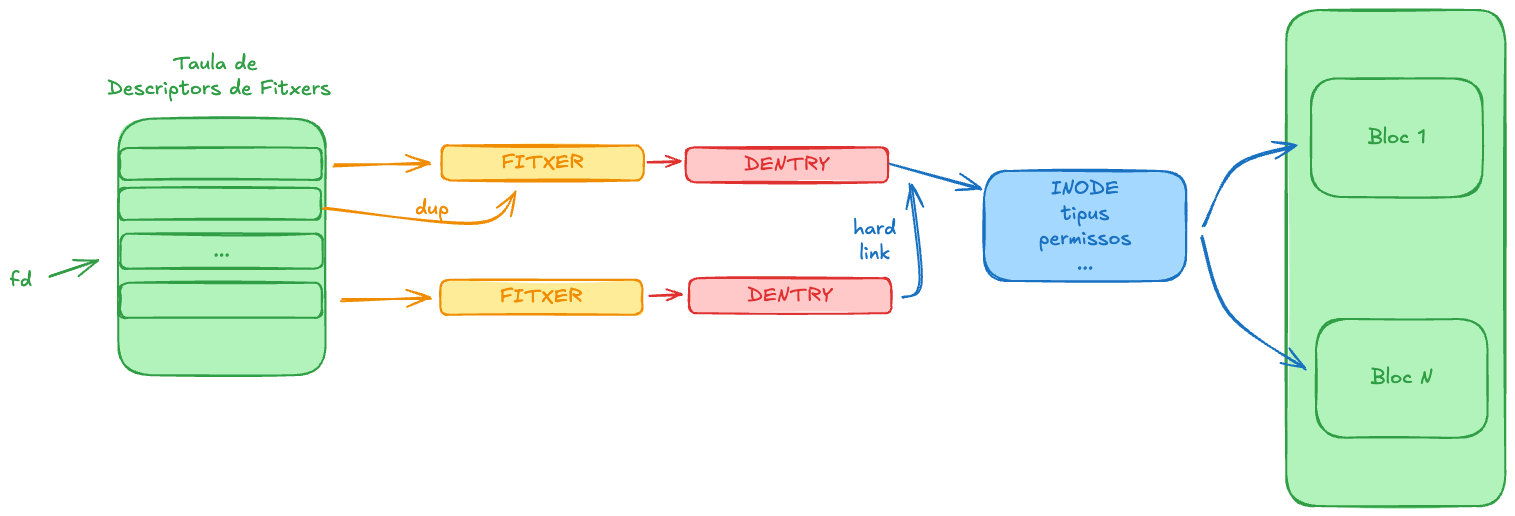 Taula de
Descriptors de Fitxers
fd
...
FITXER
dup
FITXER
DENTRY
DENTRY
hard
link
INODE
tipus
permissos
...
Bloc 1
Bloc N